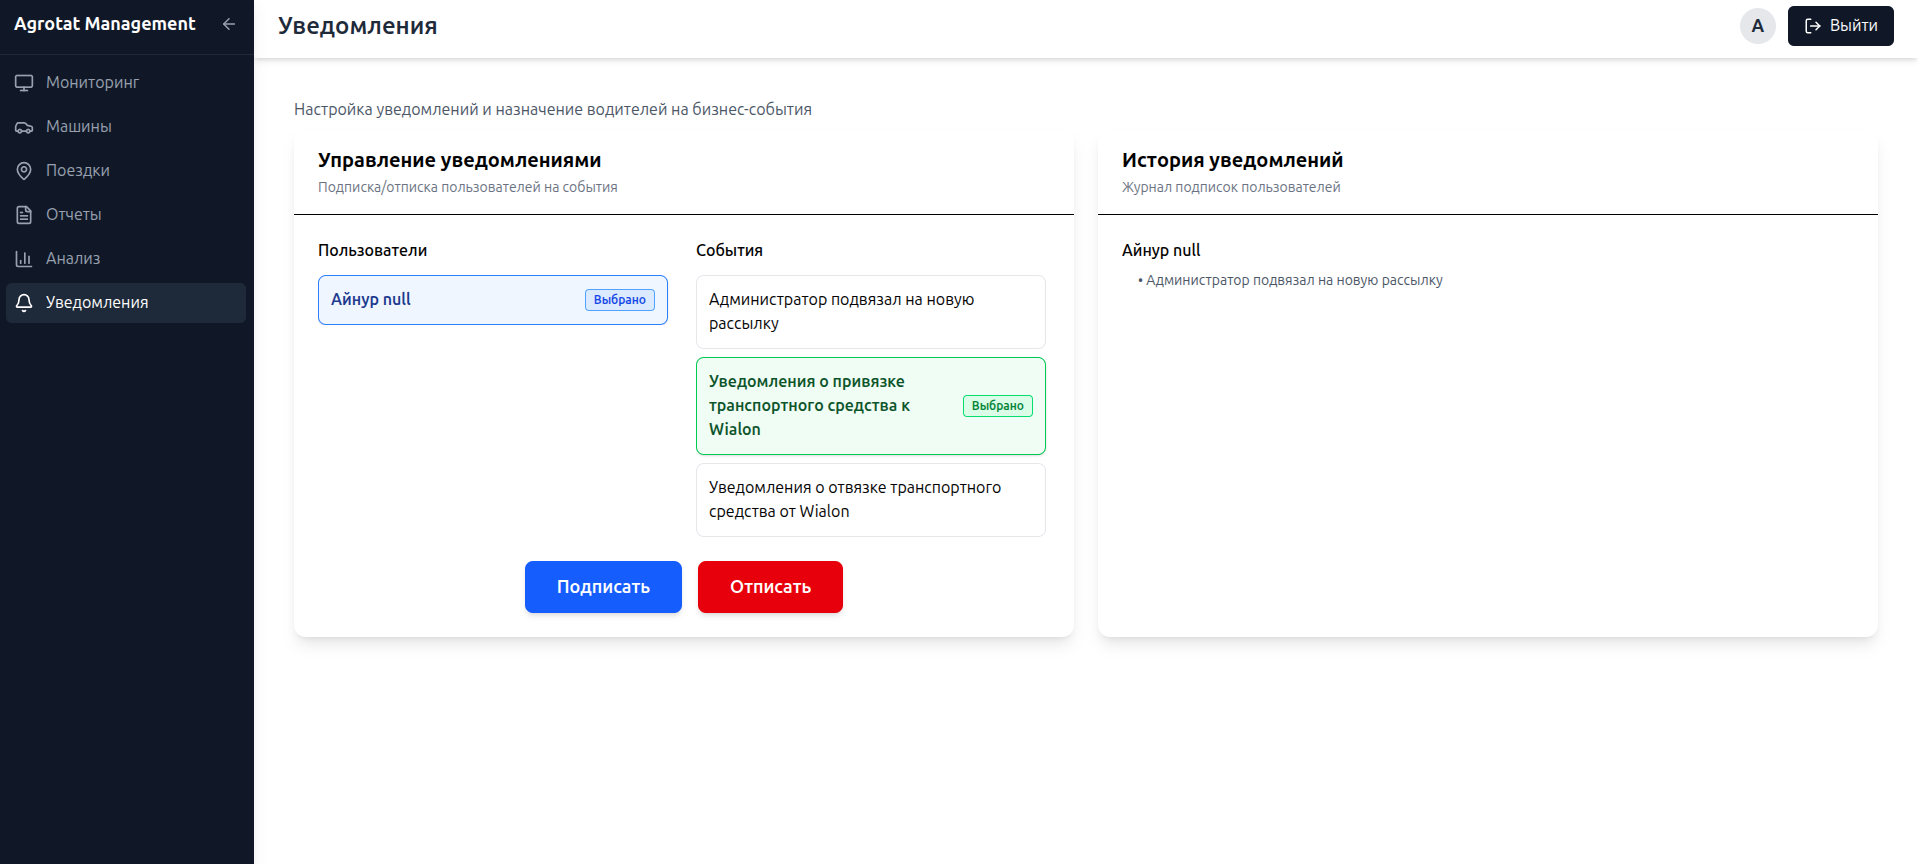 Agrotat Management
Мониторинг
Машины
Поездки
Отчеты
Анализ
Уведомления
Уведомления
A
Выйти
Настройка уведомлений и назначение водителей на бизнес-события
Управление уведомлениями
Подписка/отписка пользователей на события
Пользователи
Айнур null
Выбрано
События
Администратор подвязал на новую
рассылку
Уведомления о привязке
транспортного средства к
Wialon
Выбрано
Уведомления о отвязке транспортного
средства от Wialon
Подписать
Отписать
История уведомлений
Журнал подписок пользователей
Айнур null
• Администратор подвязал на новую рассылку